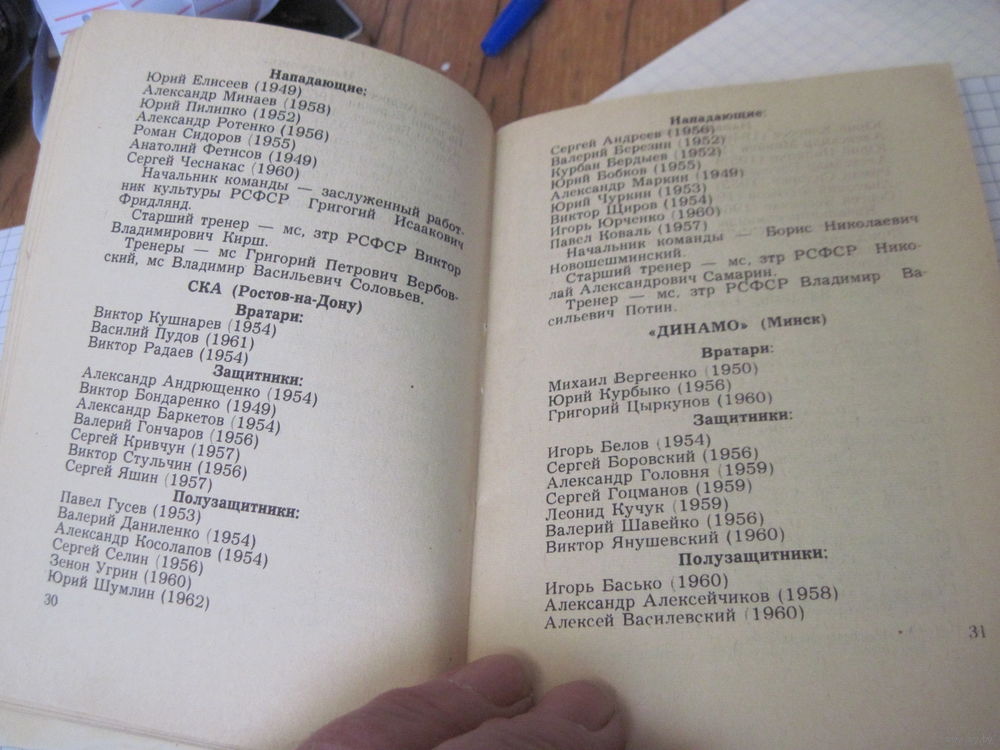 Нападающие:
Юрий Елисеев (1949)
Александр Минаев (1958)
Юрий Пилипко (1952)
Александр Ротенко (1956)
Роман Сидоров (1955)
Анатолий Фетисов (1949)
Сергей Чеснакас (1960)
Начальник команды — заслуженный работ-
ник культуры РСФСР Григогий Исаакович
Фридлянд.
Старший тренер — мс, зтр РСФСР Виктор
Владимирович Кирш.
Тренеры — мс Григорий Петрович Вербов-
ский, мс Владимир Васильевич Соловьев.
СКА (Ростов-на-Дону)
Вратари:
Виктор Кушнарев (1954)
Василий Пудов (1961)
Виктор Радаев (1954)
Защитники:
Александр Андрющенко (1954)
Виктор Бондаренко (1949)
Александр Баркетов (1954)
Валерий Гончаров (1956)
Сергей Кривчун (1957)
Виктор Стульчин (1956)
Сергей Яшин (1957)
Полузащитники:
Павел Гусев (1953)
Валерий Даниленко (1954)
Александр Косолапов (1954)
Сергей Селин (1956)
Зенон Угрин (1960)
Юрий Шумлин (1962)
30
Нападающие:
Сергей Андреев (1956)
Валерий Березин (1952)
Курбан Бердыев (1952)
Юрий Бобков (1955)
Александр Маркин (1949)
Юрий Чуркин (1953)
Виктор Щиров (1954)
Игорь Юрченко (1960)
Павел Коваль (1957)
Начальник команды — Борис Николаевич
Новошешминский.
Старший тренер — мс, зтр РСФСР Нико-
лай Александрович Самарин.
Тренер — мс, зтр РСФСР Владимир Ва-
сильевич Потин.
«ДИНАМО» (Минск)
Вратари:
Михаил Вергеенко (1950)
Юрий Курбыко (1956)
Григорий Цыркунов (1960)
Защитники:
Игорь Белов (1954)
Сергей Боровский (1956)
Александр Головня (1959)
Сергей Гоцманов (1959)
Леонид Кучук (1959)
Валерий Шавейко (1956)
Виктор Янушевский (1960)
Полузащитники:
Игорь Басько (1960)
Александр Алексейчиков (1958)
Алексей Василевский (1960)
31